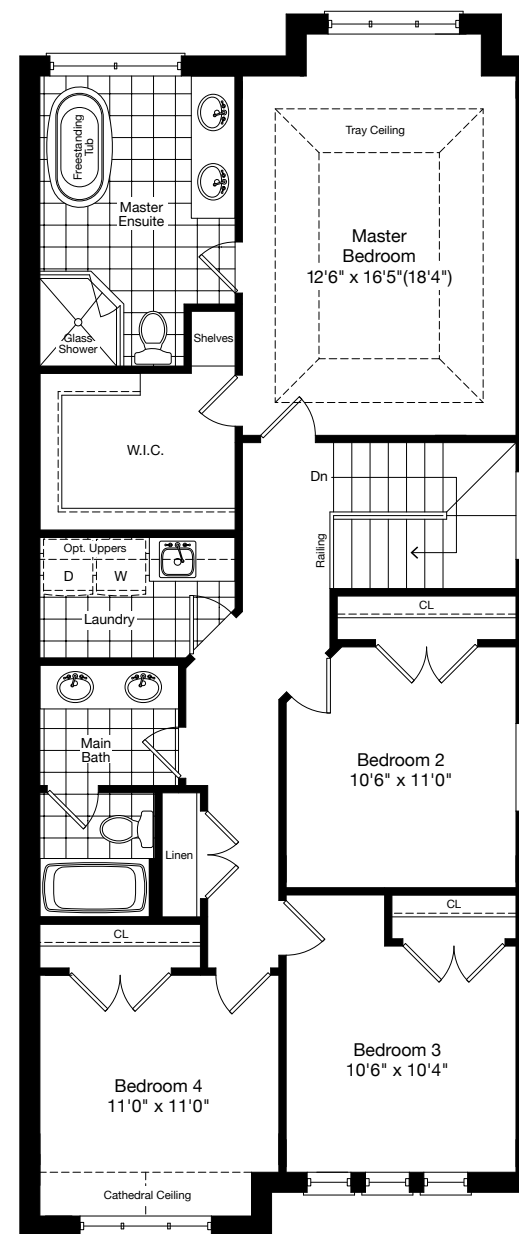 Freestanding
Tub
Master
Ensuite
Tray Ceiling
Master
Bedroom
12'6" x 16'5"(18'4")
Glass
Shower
Shelves
W.I.C.
Dn
Railing
Opt. Uppers
D
W
Laundry
CL
Main
Bath
Bedroom 2
10'6" x 11'0"
Linen
CL
CL
Bedroom 3
10'6" x 10'4"
Bedroom 4
11'0" x 11'0"
Cathedral Ceiling